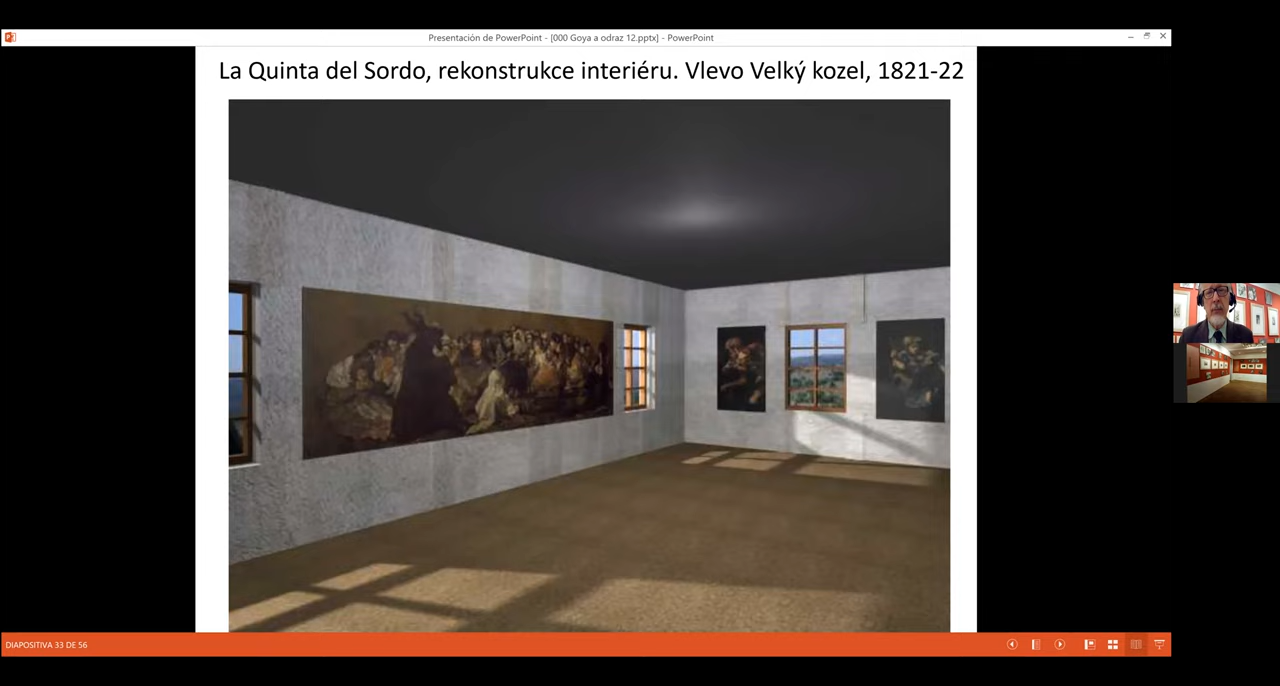 Presentación de PowerPoint - [000 Goya a odraz 12.pptx] - PowerPoint
La Quinta del Sordo, rekonstrukce interiéru. Vlevo Velký kozel, 1821-22
DIAPOSITIVA 33 DE 56